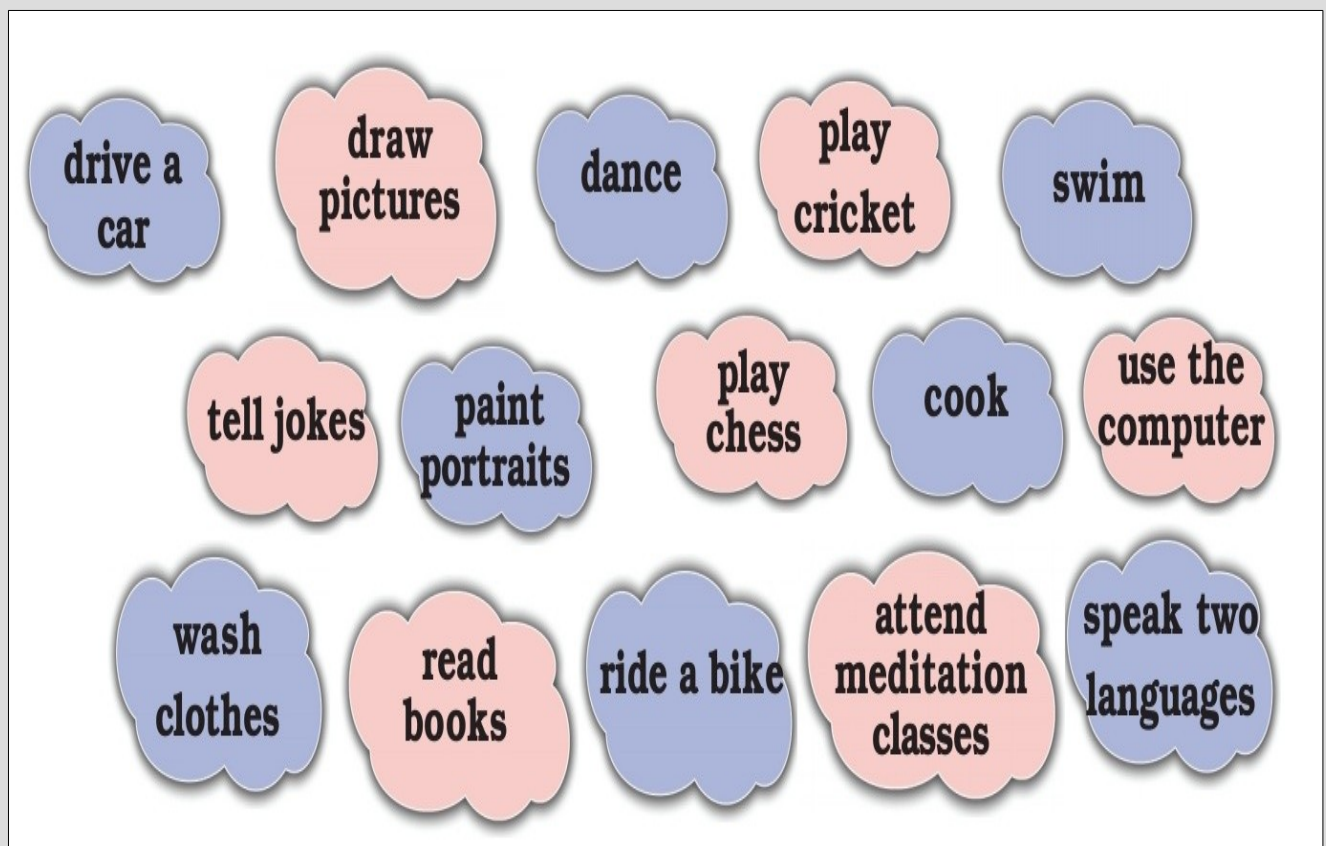 drive a
car
draw
pictures
dance
play
cricket
swim
tell jokes
paint
portraits
play
chess
cook
use the
computer
wash
clothes
read
books
ride a bike
attend
meditation
classes
speak two
languages